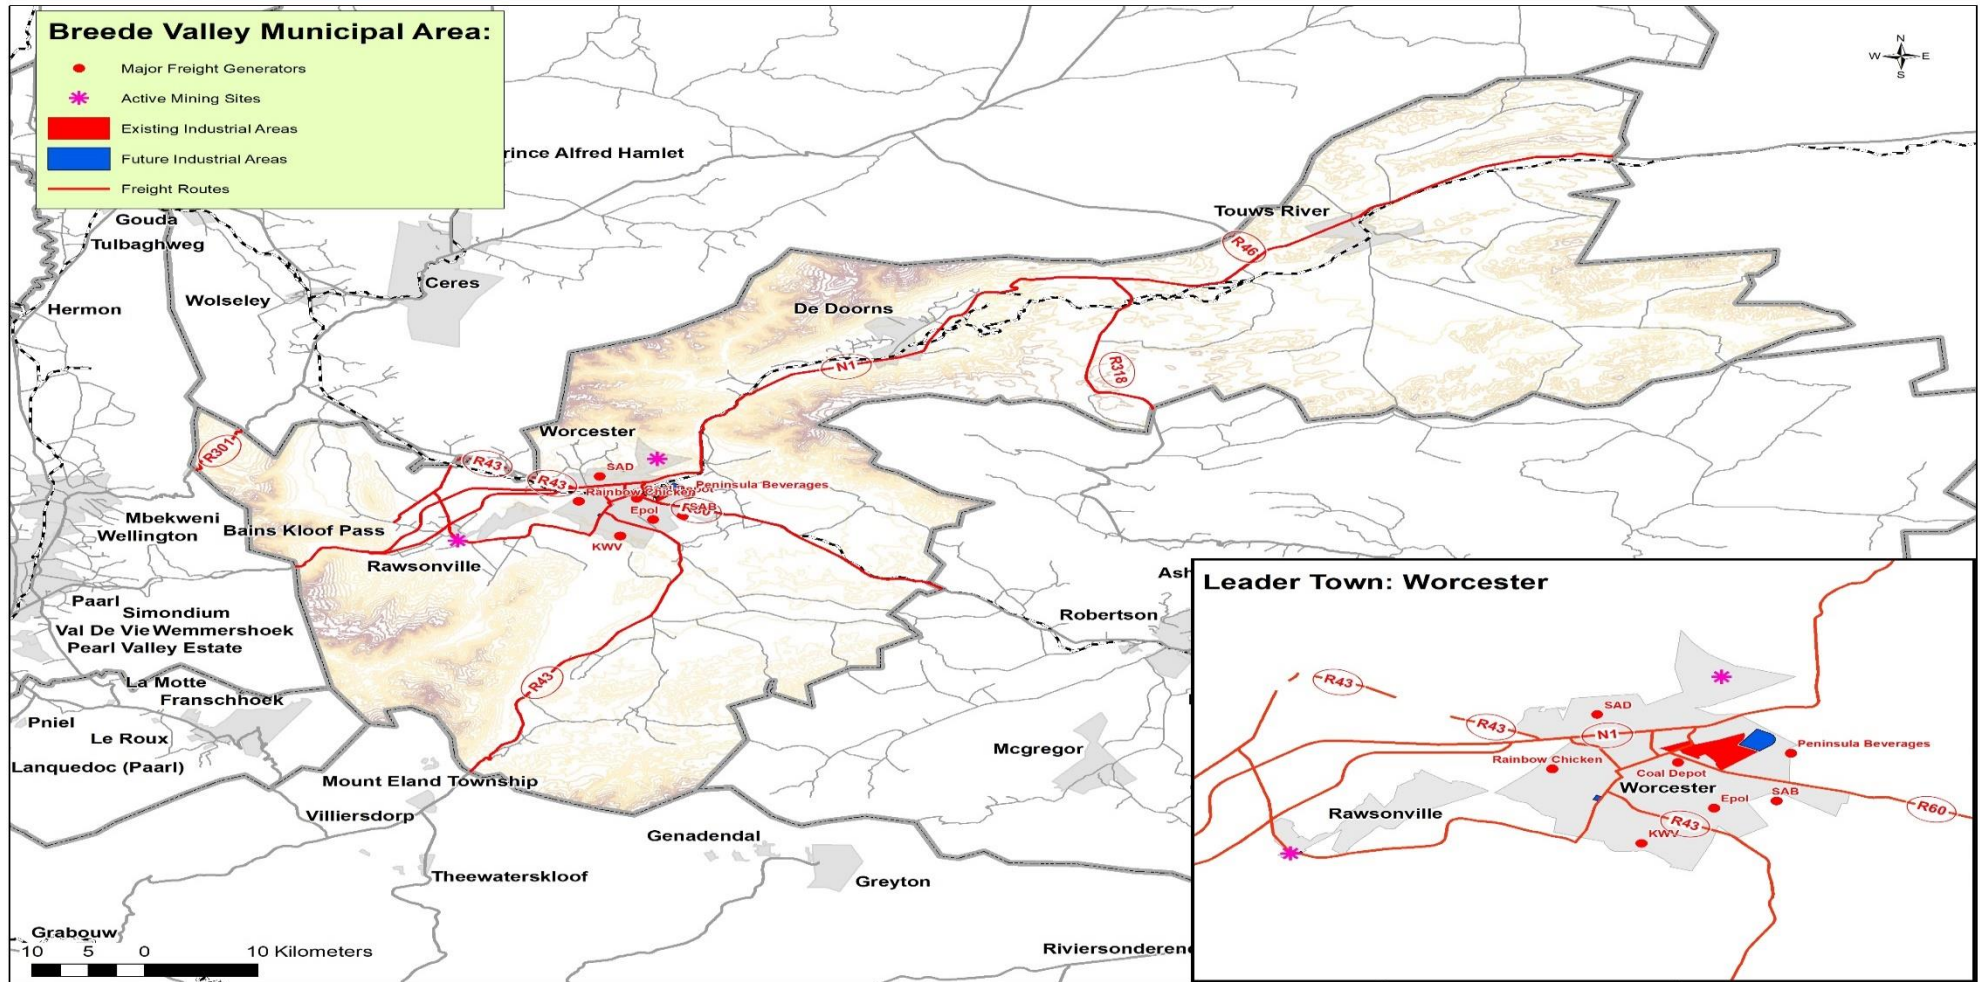 Breede Valley Municipal Area:
Major Freight Generators
Active Mining Sites
Existing Industrial Areas
Future Industrial Areas
Freight Routes
N
W E
S
rince Alfred Hamlet
Gouda
Tulbaghweg
Touws River
R46
Ceres
Wolseley
Hermon
De Doorns
N1
R318
Worcester
R301
R43
SAD
R43
Peninsula Beverages
Rainbow Chicken
Epol
SAB
Mbekweni
Wellington
Bains Kloof Pass
KWV
Rawsonville
Paarl
Simondium
Val De Vie Wemmershoek
Pearl Valley Estate
Robertson
Ash
La Motte
Franschhoek
R43
Pniel
Le Roux
Lanquedoc (Paarl)
Mcgregor
Mount Eland Township
Villiersdorp
Genadendal
Theewaterskloof
Greyton
Grabouw
Riviersonderen
10 5 0 10 Kilometers
Leader Town: Worcester
R43
SAD
R43
N1
Peninsula Beverages
Rainbow Chicken
Coal Depot
Worcester
SAB
Epol
R60
Rawsonville
R43
KWV